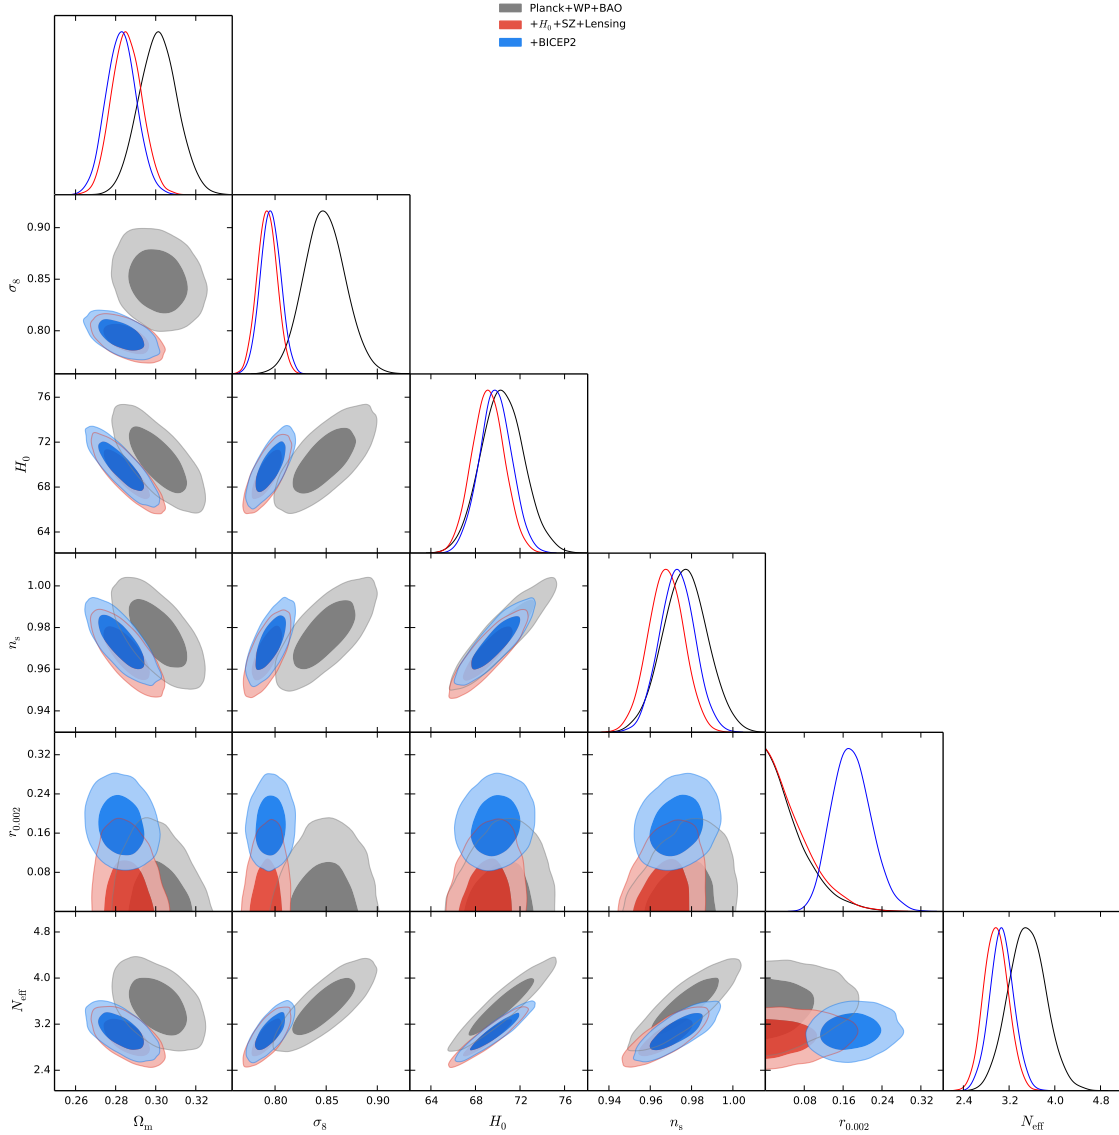 Planck+WP+BAO
+H₀+SZ+Lensing
+BICEP2
0.90
0.85
0.80
σ₈
76
72
68
64
H₀
1.00
0.98
0.96
0.94
nₛ
0.32
0.24
0.16
0.08
r₀.₀₀₂
4.8
4.0
3.2
2.4
N_eff
0.26 0.28 0.30 0.32
0.80 0.85 0.90
64 68 72 76
0.94 0.96 0.98 1.00
0.08 0.16 0.24 0.32
2.4 3.2 4.0 4.8
Ω_m
σ₈
H₀
nₛ
r₀.₀₀₂
N_eff